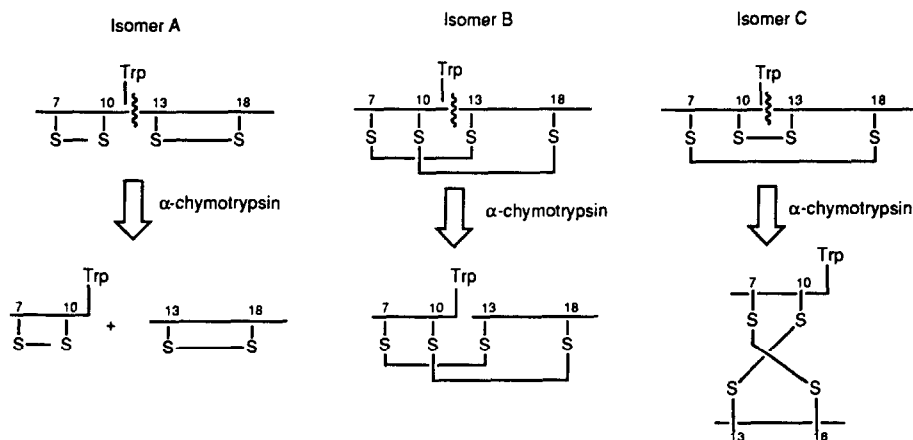 Isomer A
Isomer B
Isomer C
Trp
Trp
Trp
7 10 13 18
7 10 13 18
7 10 13 18
S S S S
S S S S
S S S S
α-chymotrypsin
α-chymotrypsin
α-chymotrypsin
Trp
7 10
S S
+
13 18
S S
Trp
7 10 13 18
S S S S
Trp
7 10
S S
S S
13 18